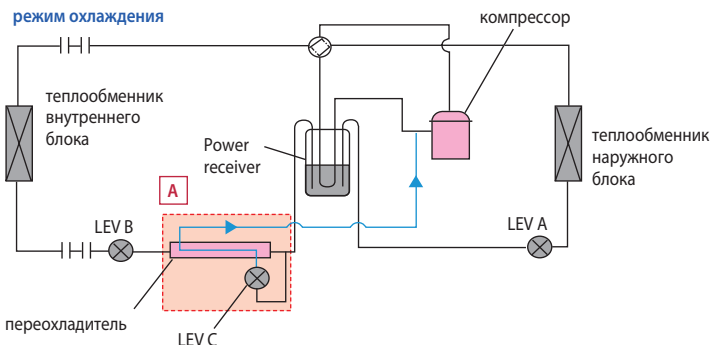 режим охлаждения
компрессор
теплообменник
внутреннего
блока
Power
receiver
теплообменник
наружного
блока
A
LEV B
LEV A
переохладитель
LEV C